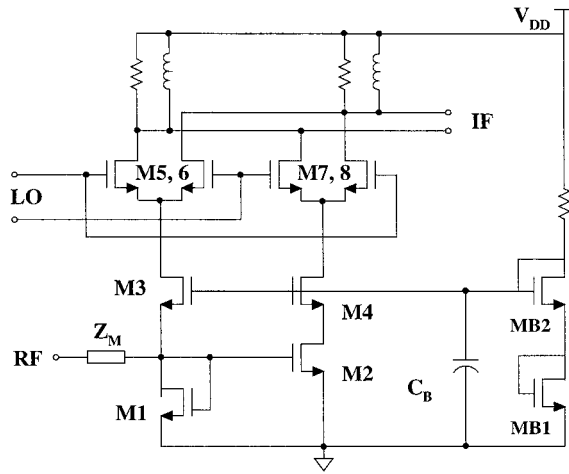 V_DD
IF
M5, 6
M7, 8
LO
M3
M4
MB2
Z_M
RF
M2
C_B
M1
MB1